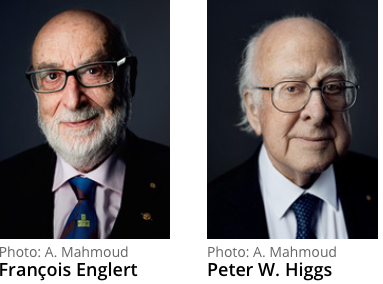 Photo: A. Mahmoud
François Englert
Photo: A. Mahmoud
Peter W. Higgs